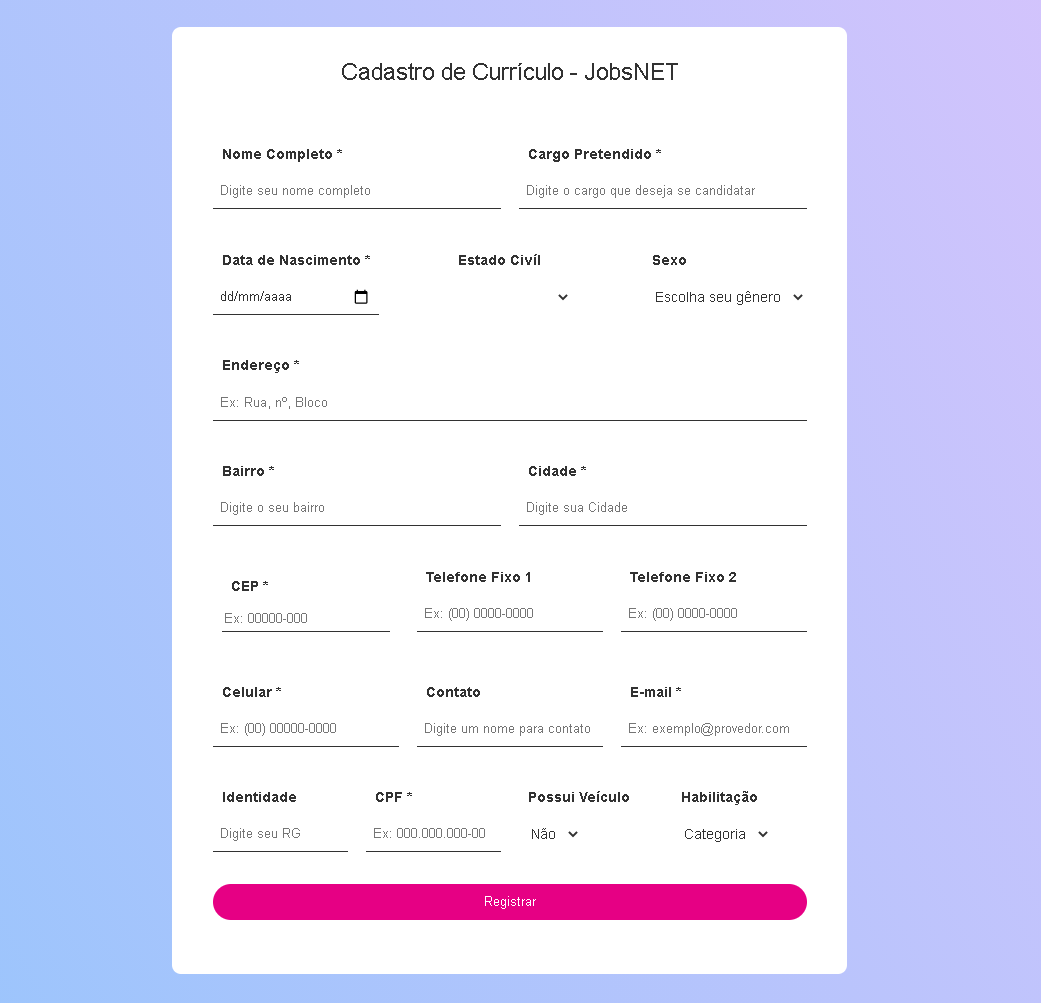 Cadastro de Currículo - JobsNET
Nome Completo * Cargo Pretendido *
Digite seu nome completo Digite o cargo que deseja se candidatar
Data de Nascimento * Estado Civíl Sexo
dd/mm/aaaa Escolha seu gênero
Endereço *
Ex: Rua, nº, Bloco
Bairro * Cidade *
Digite o seu bairro Digite sua Cidade
CEP * Telefone Fixo 1 Telefone Fixo 2
Ex: 00000-000 Ex: (00) 0000-0000 Ex: (00) 0000-0000
Celular * Contato E-mail *
Ex: (00) 00000-0000 Digite um nome para contato Ex: exemplo@provedor.com
Identidade CPF * Possui Veículo Habilitação
Digite seu RG Ex: 000.000.000-00 Não Categoria
Registrar